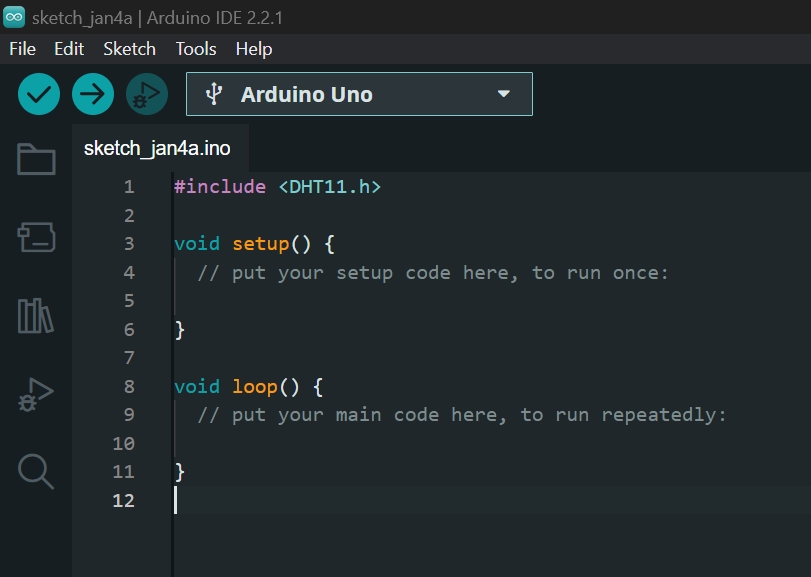 sketch_jan4a | Arduino IDE 2.2.1
File Edit Sketch Tools Help
Arduino Uno
sketch_jan4a.ino
1 #include <DHT11.h>
2
3 void setup() {
4 // put your setup code here, to run once:
5
6 }
7
8 void loop() {
9 // put your main code here, to run repeatedly:
10
11 }
12